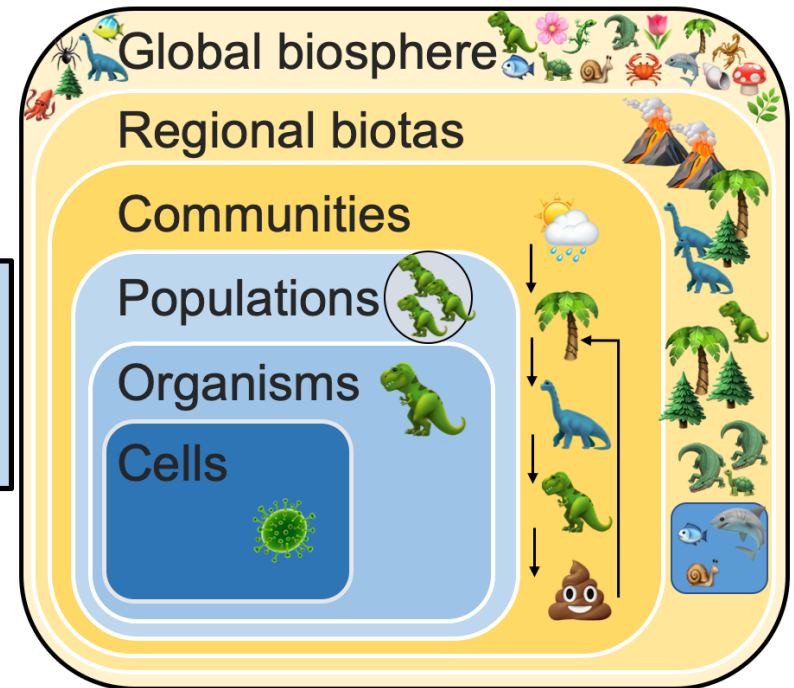 Global biosphere
Regional biotas
Communities
Populations
Organisms
Cells